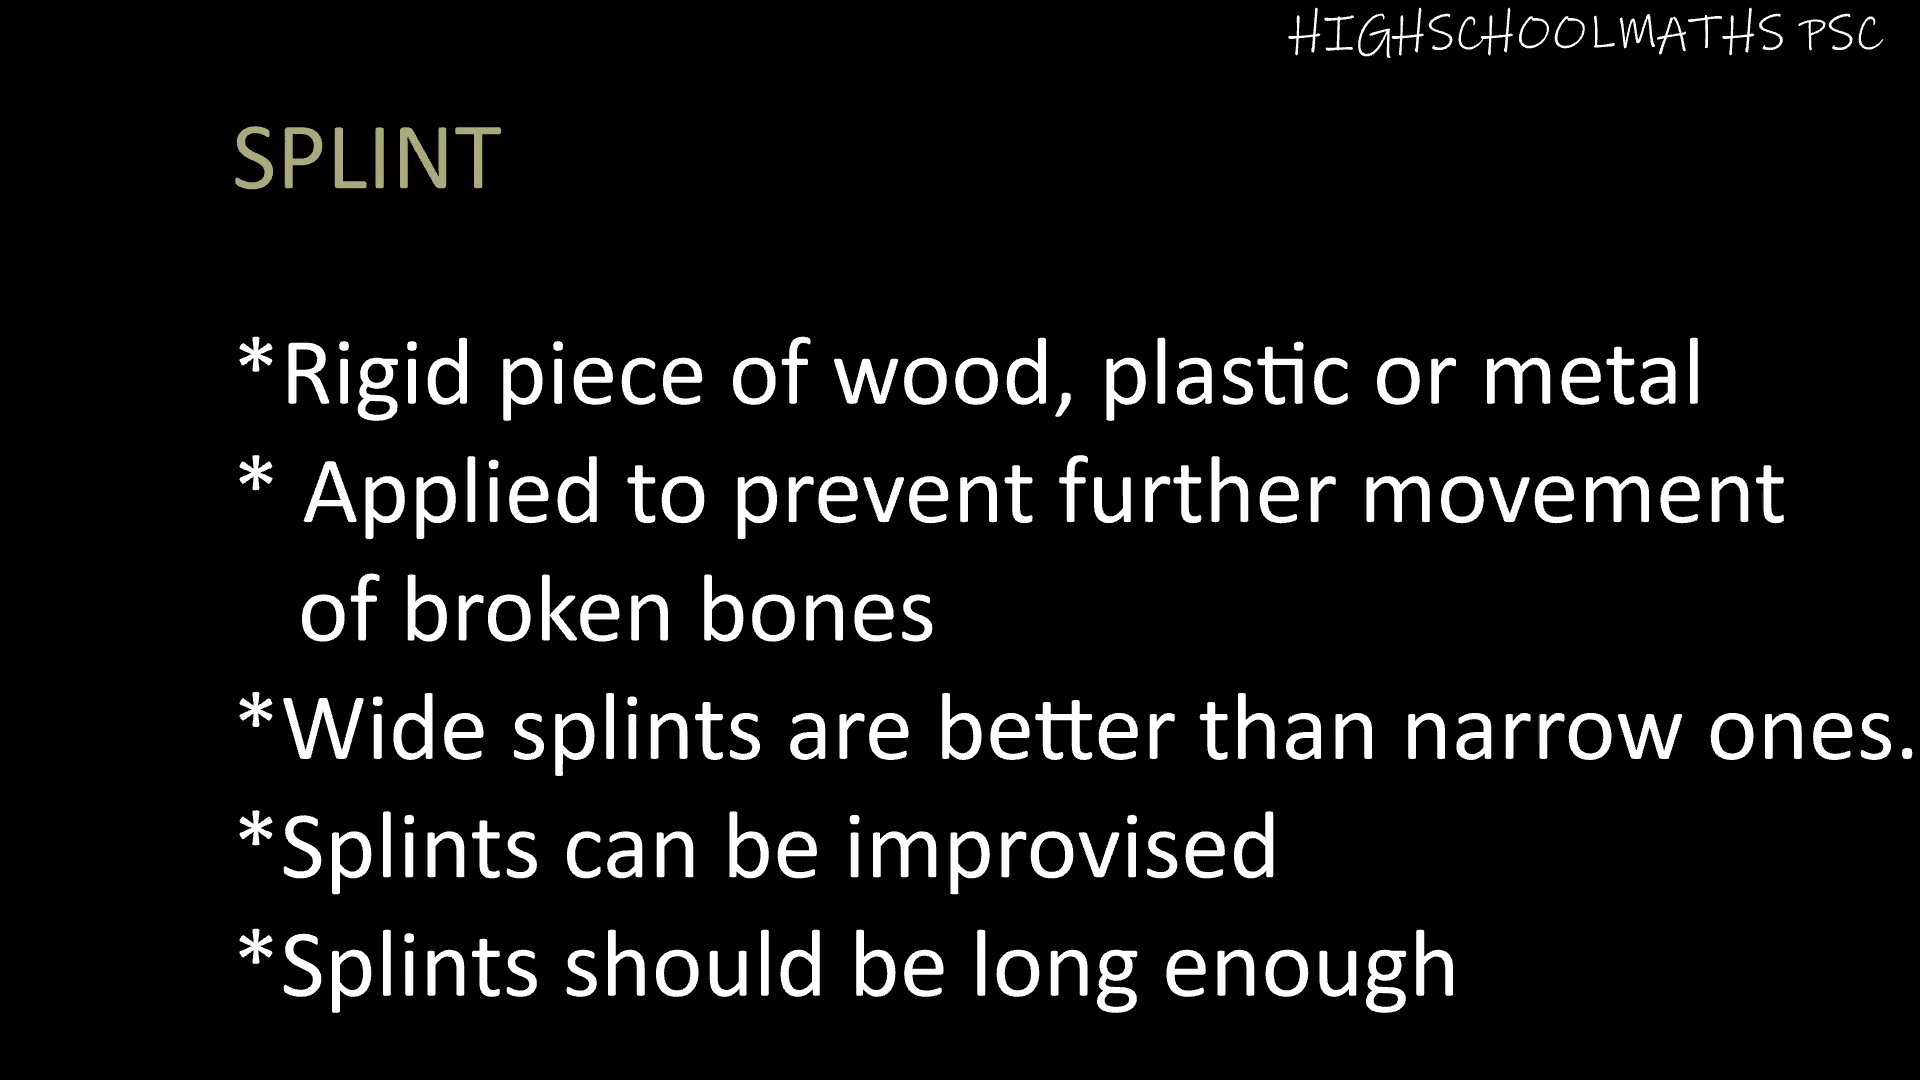 HIGHSCHOOLMATHS PSC
SPLINT
*Rigid piece of wood, plastic or metal
* Applied to prevent further movement
of broken bones
*Wide splints are better than narrow ones.
*Splints can be improvised
*Splints should be long enough